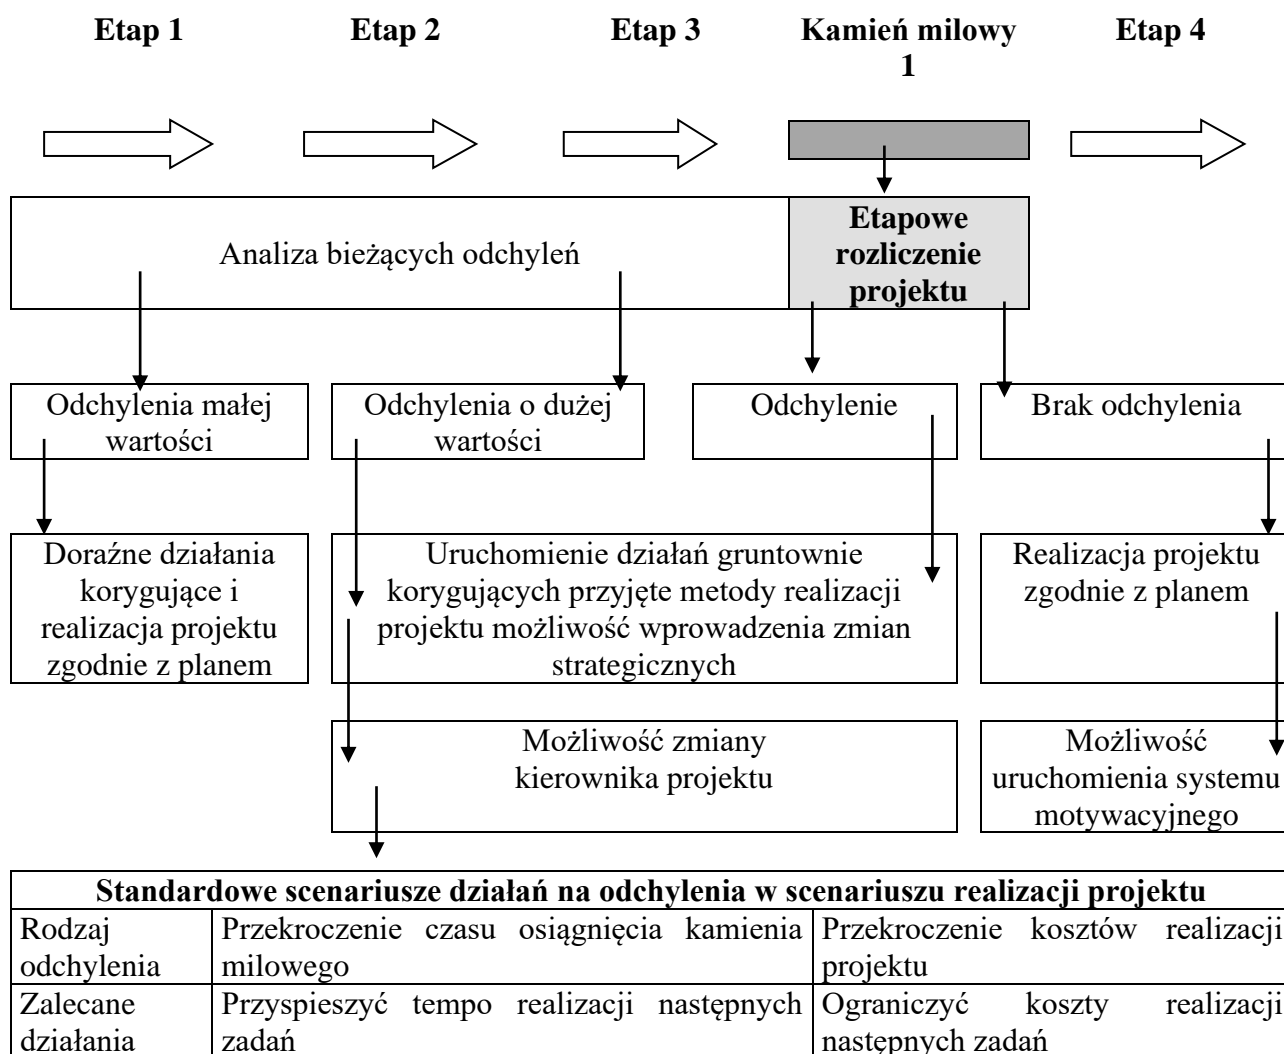 Etap 1
Etap 2
Etap 3
Kamień milowy
1
Etap 4
Analiza bieżących odchyleń
Etapowe
rozliczenie
projektu
Odchylenia małej
wartości
Odchylenia o dużej
wartości
Odchylenie
Brak odchylenia
Doraźne działania
korygujące i
realizacja projektu
zgodnie z planem
Uruchomienie działań gruntownie
korygujących przyjęte metody realizacji
projektu możliwość wprowadzenia zmian
strategicznych
Realizacja projektu
zgodnie z planem
Możliwość zmiany
kierownika projektu
Możliwość
uruchomienia systemu
motywacyjnego
Standardowe scenariusze działań na odchylenia w scenariuszu realizacji projektu
Rodzaj
odchylenia
Przekroczenie czasu osiągnięcia kamienia
milowego
Przekroczenie kosztów realizacji
projektu
Zalecane
działania
Przyspieszyć tempo realizacji następnych
zadań
Ograniczyć koszty realizacji
następnych zadań